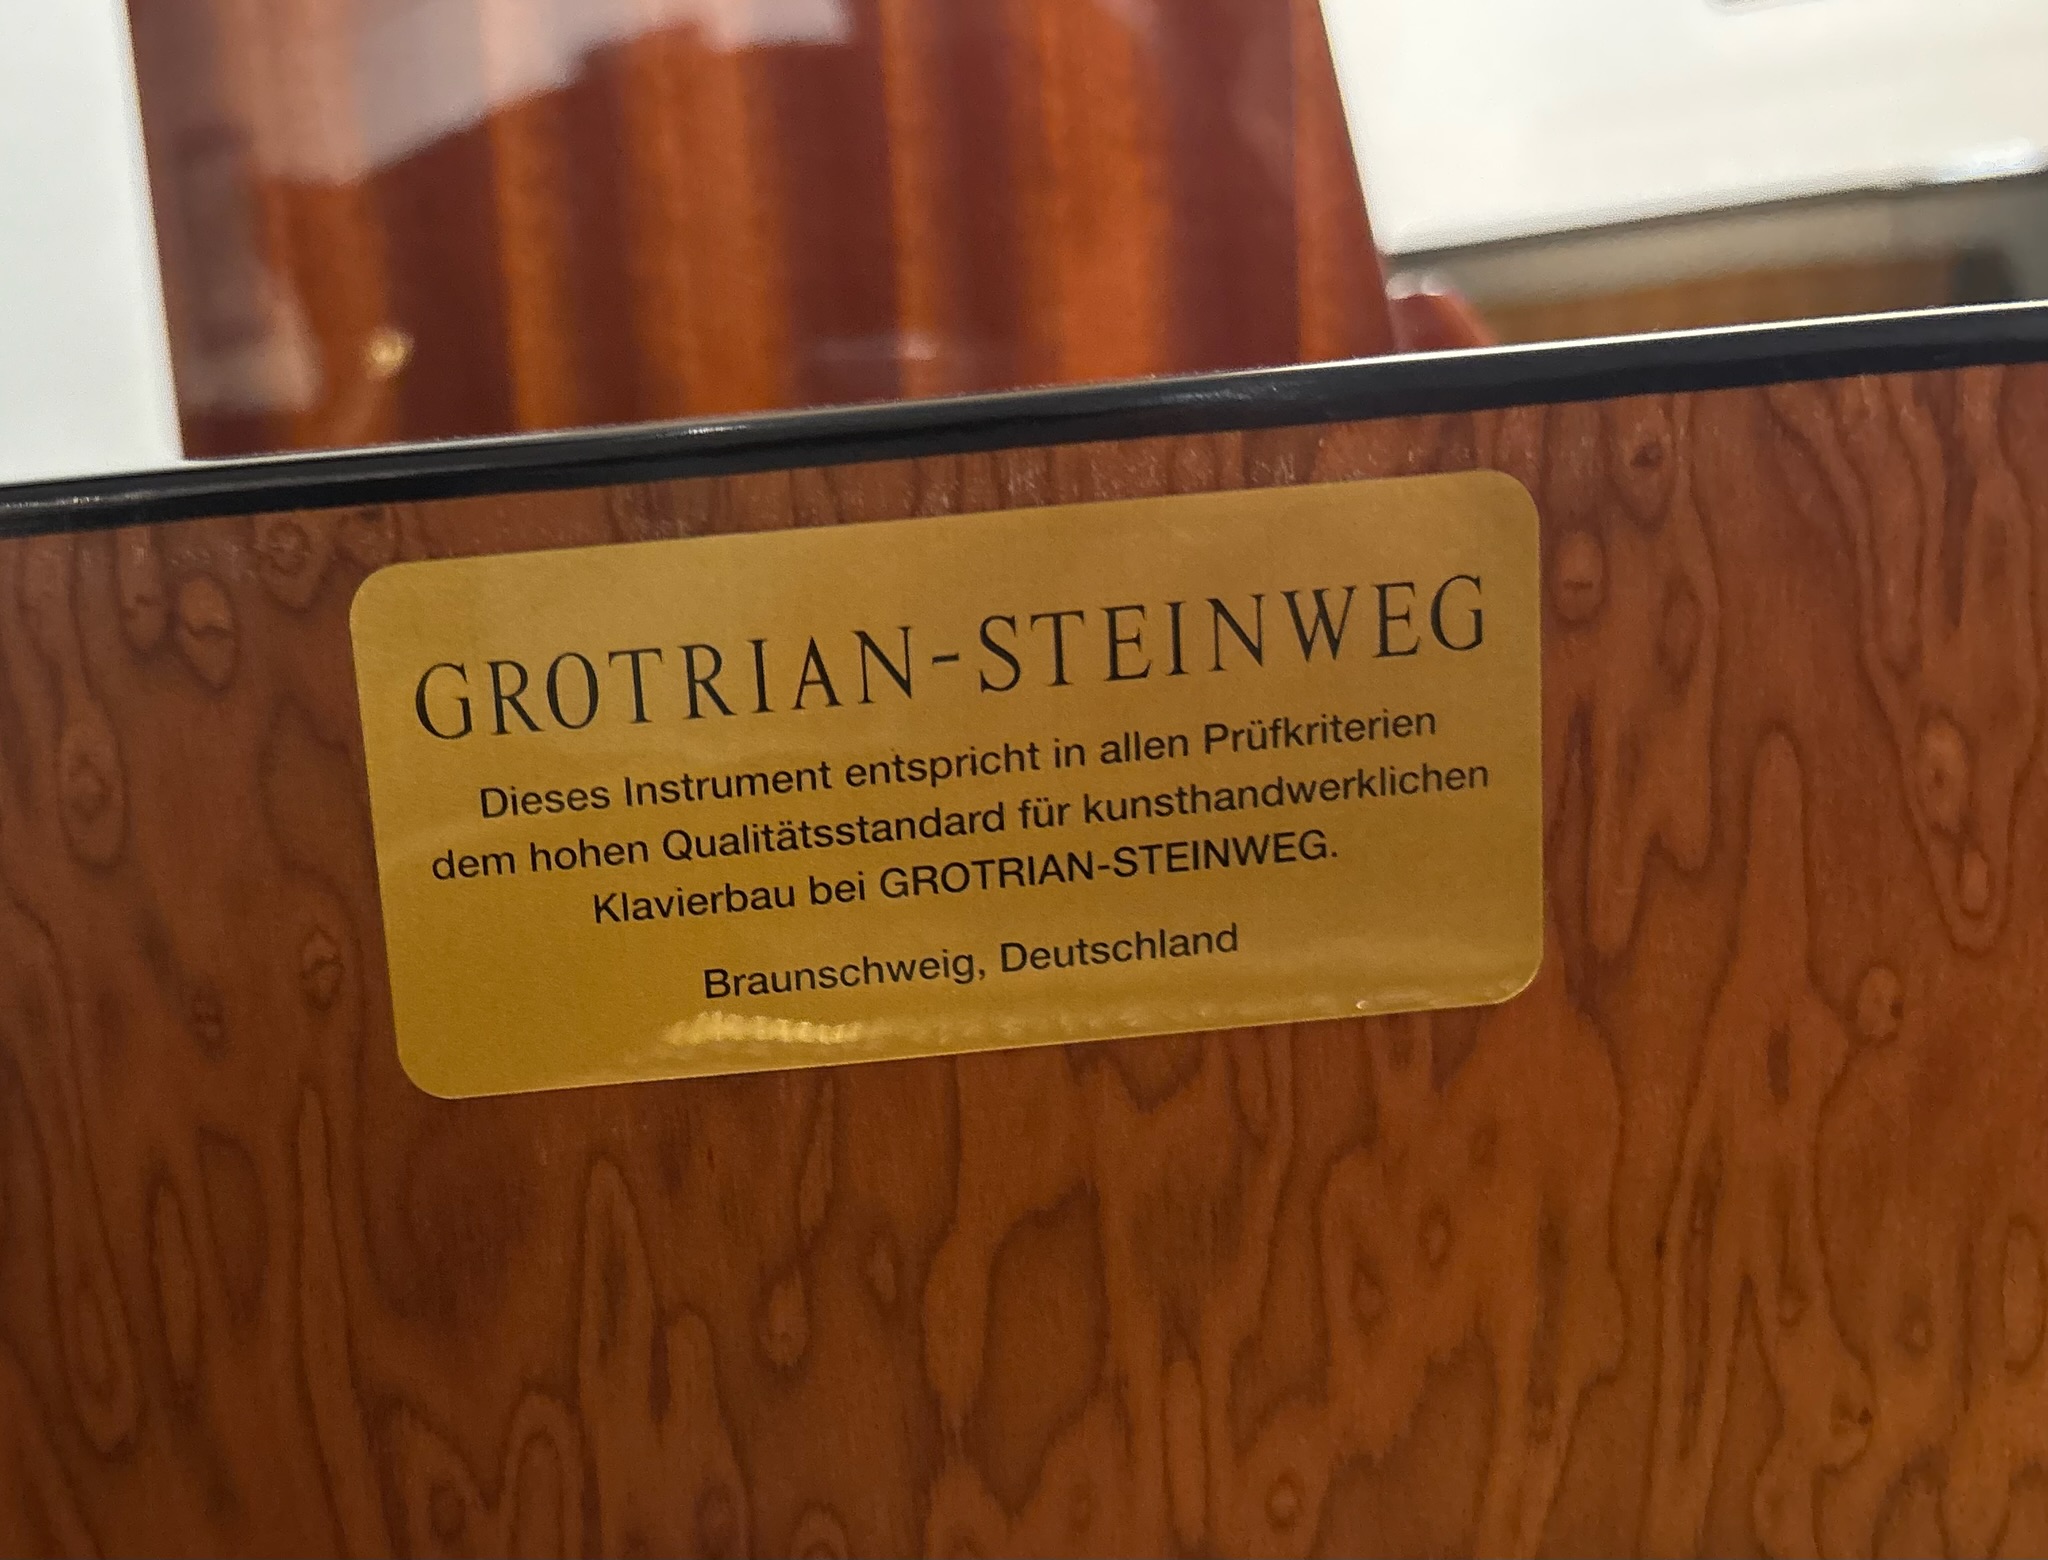 GROTRIAN-STEINWEG
Dieses Instrument entspricht in allen Prüfkriterien
dem hohen Qualitätsstandard für kunsthandwerklichen
Klavierbau bei GROTRIAN-STEINWEG.
Braunschweig, Deutschland